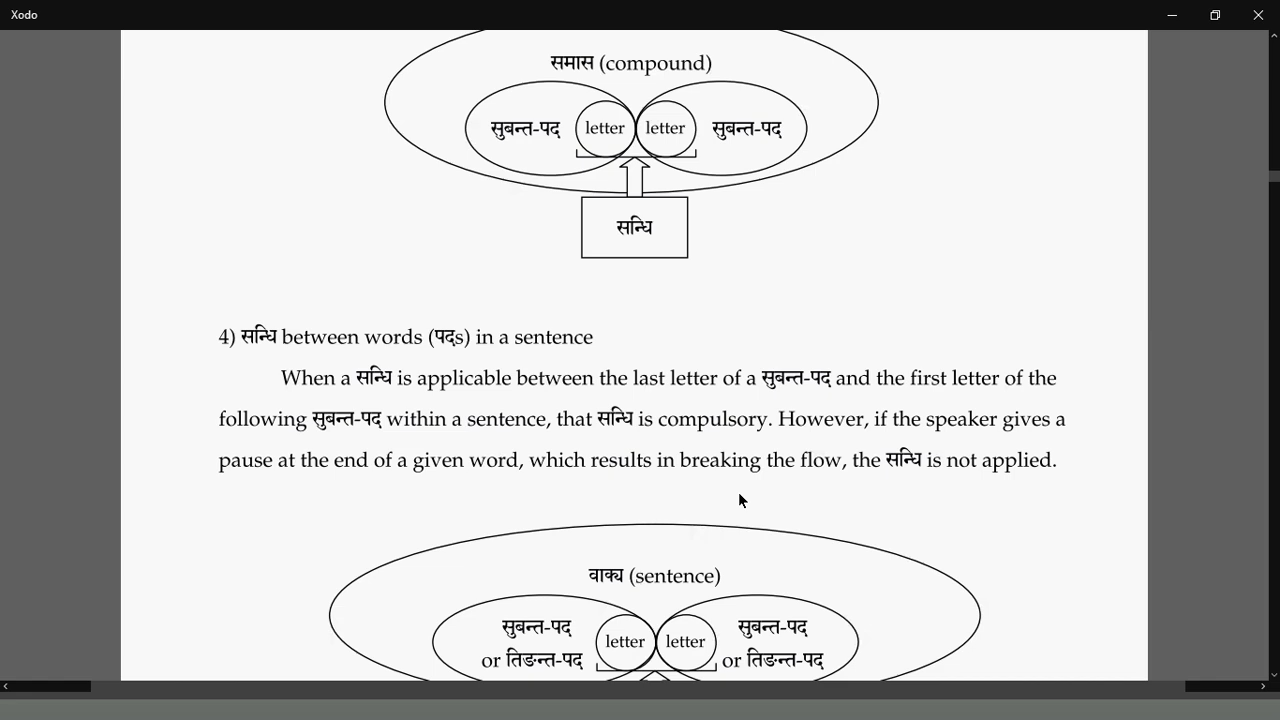 Xodo
समास (compound)
सुबन्त-पद letter letter सुबन्त-पद
सन्धि
4) सन्धि between words (पदs) in a sentence
When a सन्धि is applicable between the last letter of a सुबन्त-पद and the first letter of the
following सुबन्त-पद within a sentence, that सन्धि is compulsory. However, if the speaker gives a
pause at the end of a given word, which results in breaking the flow, the सन्धि is not applied.
वाक्य (sentence)
सुबन्त-पद letter letter सुबन्त-पद
or तिङन्त-पद or तिङन्त-पद